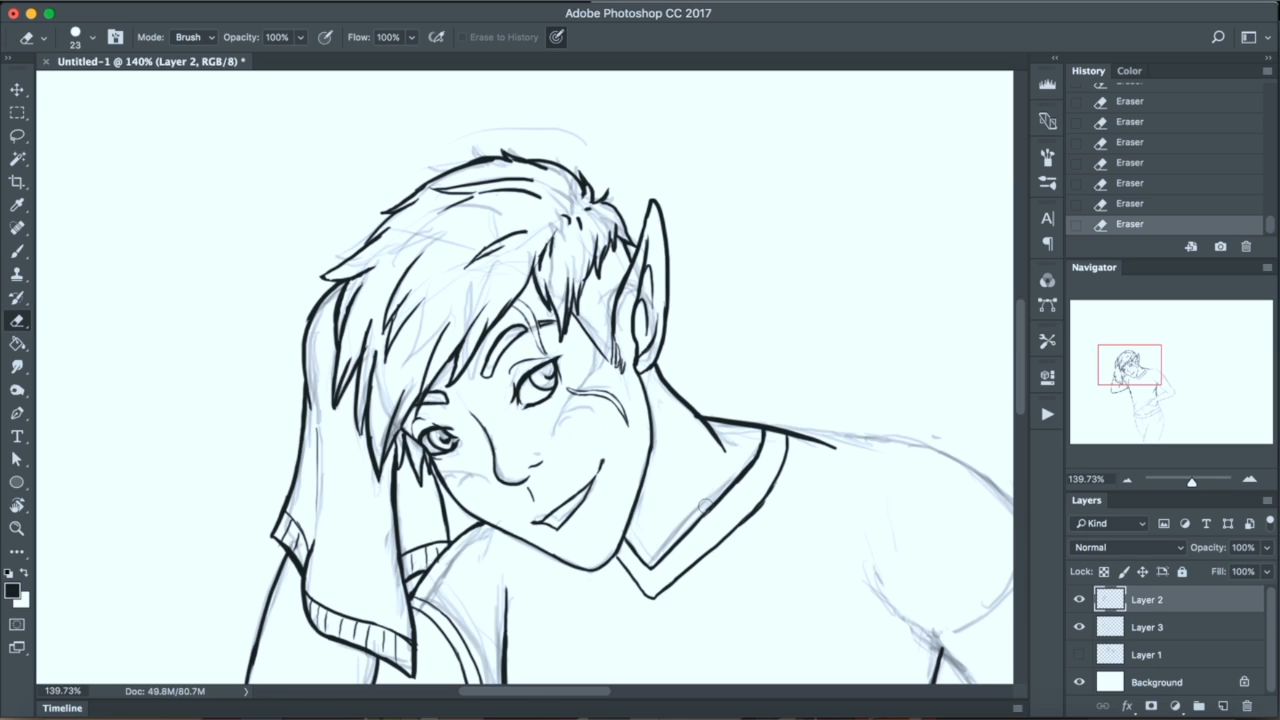 Adobe Photoshop CC 2017
23
Mode: Brush
Opacity: 100%
Flow: 100%
Erase to History
Untitled-1 @ 140% (Layer 2, RGB/8) *
History
Color
Eraser
Eraser
Eraser
Eraser
Eraser
Eraser
Eraser
Navigator
139.73%
Layers
Kind
Normal
Opacity: 100%
Lock:
Fill: 100%
Layer 2
Layer 3
Layer 1
Background
fx
139.73%
Doc: 49.8M/80.7M
Timeline